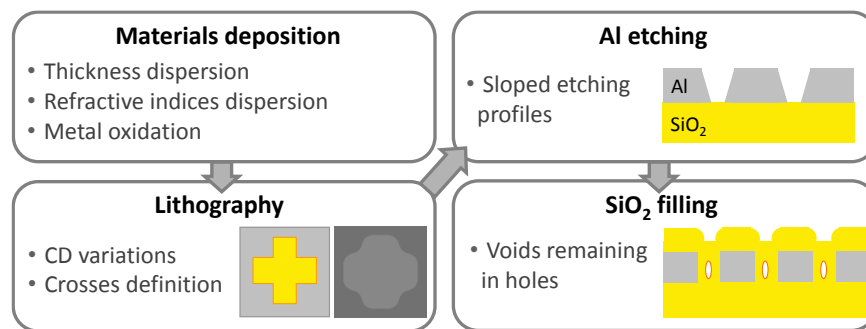 Materials deposition
• Thickness dispersion
• Refractive indices dispersion
• Metal oxidation
Lithography
• CD variations
• Crosses definition
Al etching
• Sloped etching
profiles
Al
SiO₂
SiO₂ filling
• Voids remaining
in holes